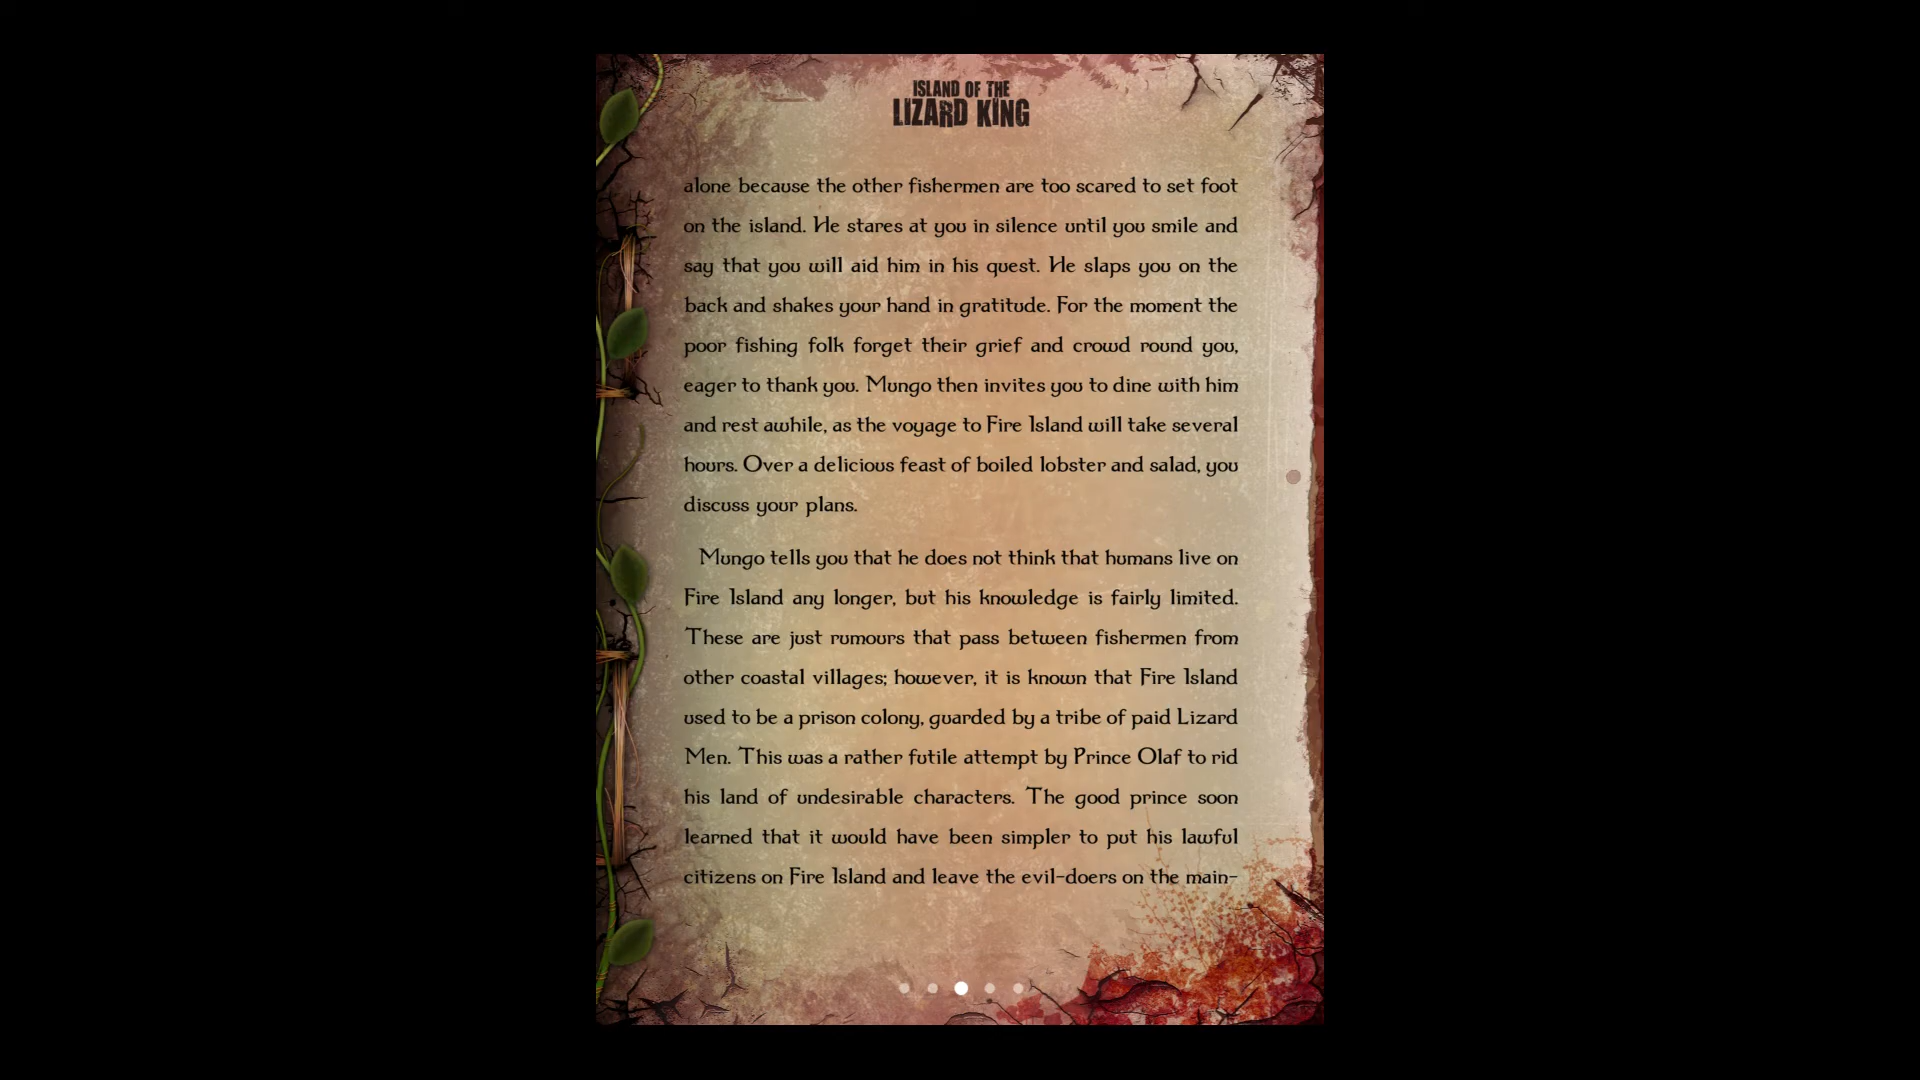 ISLAND OF THE
LIZARD KING
alone because the other fishermen are too scared to set foot
on the island. He stares at you in silence until you smile and
say that you will aid him in his quest. He slaps you on the
back and shakes your hand in gratitude. For the moment the
poor fishing folk forget their grief and crowd round you,
eager to thank you. Mungo then invites you to dine with him
and rest awhile, as the voyage to Fire Island will take several
hours. Over a delicious feast of boiled lobster and salad, you
discuss your plans.
Mungo tells you that he does not think that humans live on
Fire Island any longer, but his knowledge is fairly limited.
These are just rumours that pass between fishermen from
other coastal villages; however, it is known that Fire Island
used to be a prison colony, guarded by a tribe of paid Lizard
Men. This was a rather futile attempt by Prince Olaf to rid
his land of undesirable characters. The good prince soon
learned that it would have been simpler to put his lawful
citizens on Fire Island and leave the evil-doers on the main-